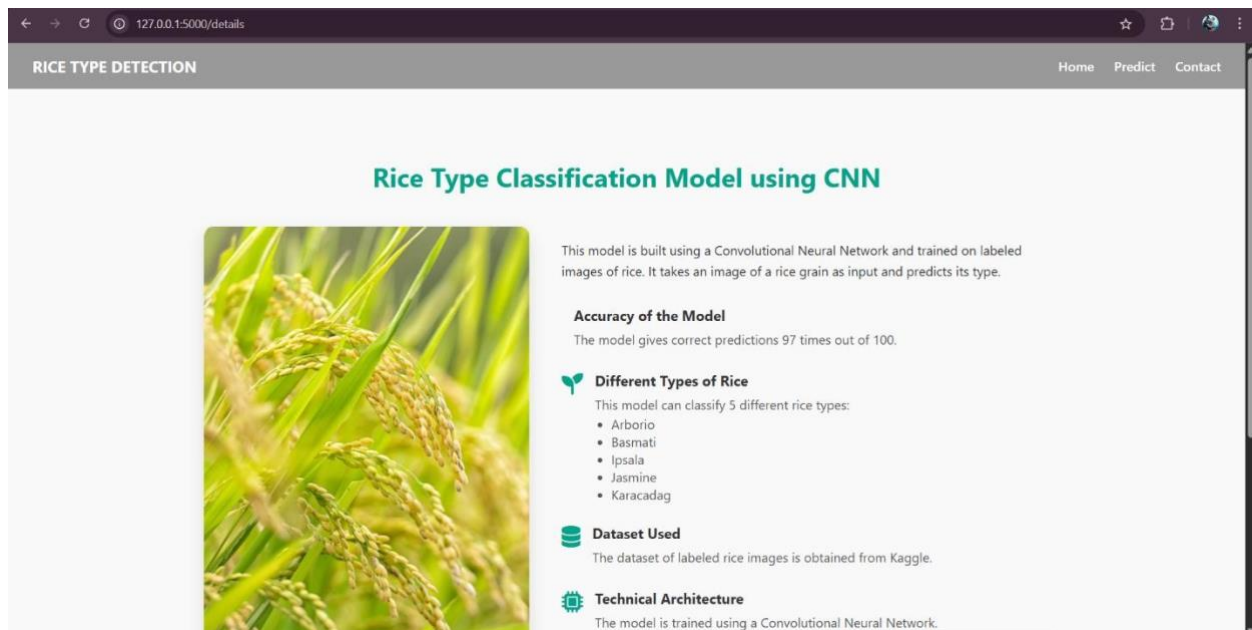 127.0.0.1:5000/details
RICE TYPE DETECTION
Home Predict Contact
Rice Type Classification Model using CNN
This model is built using a Convolutional Neural Network and trained on labeled
images of rice. It takes an image of a rice grain as input and predicts its type.
Accuracy of the Model
The model gives correct predictions 97 times out of 100.
Different Types of Rice
This model can classify 5 different rice types:
• Arborio
• Basmati
• Ipsala
• Jasmine
• Karacadag
Dataset Used
The dataset of labeled rice images is obtained from Kaggle.
Technical Architecture
The model is trained using a Convolutional Neural Network.